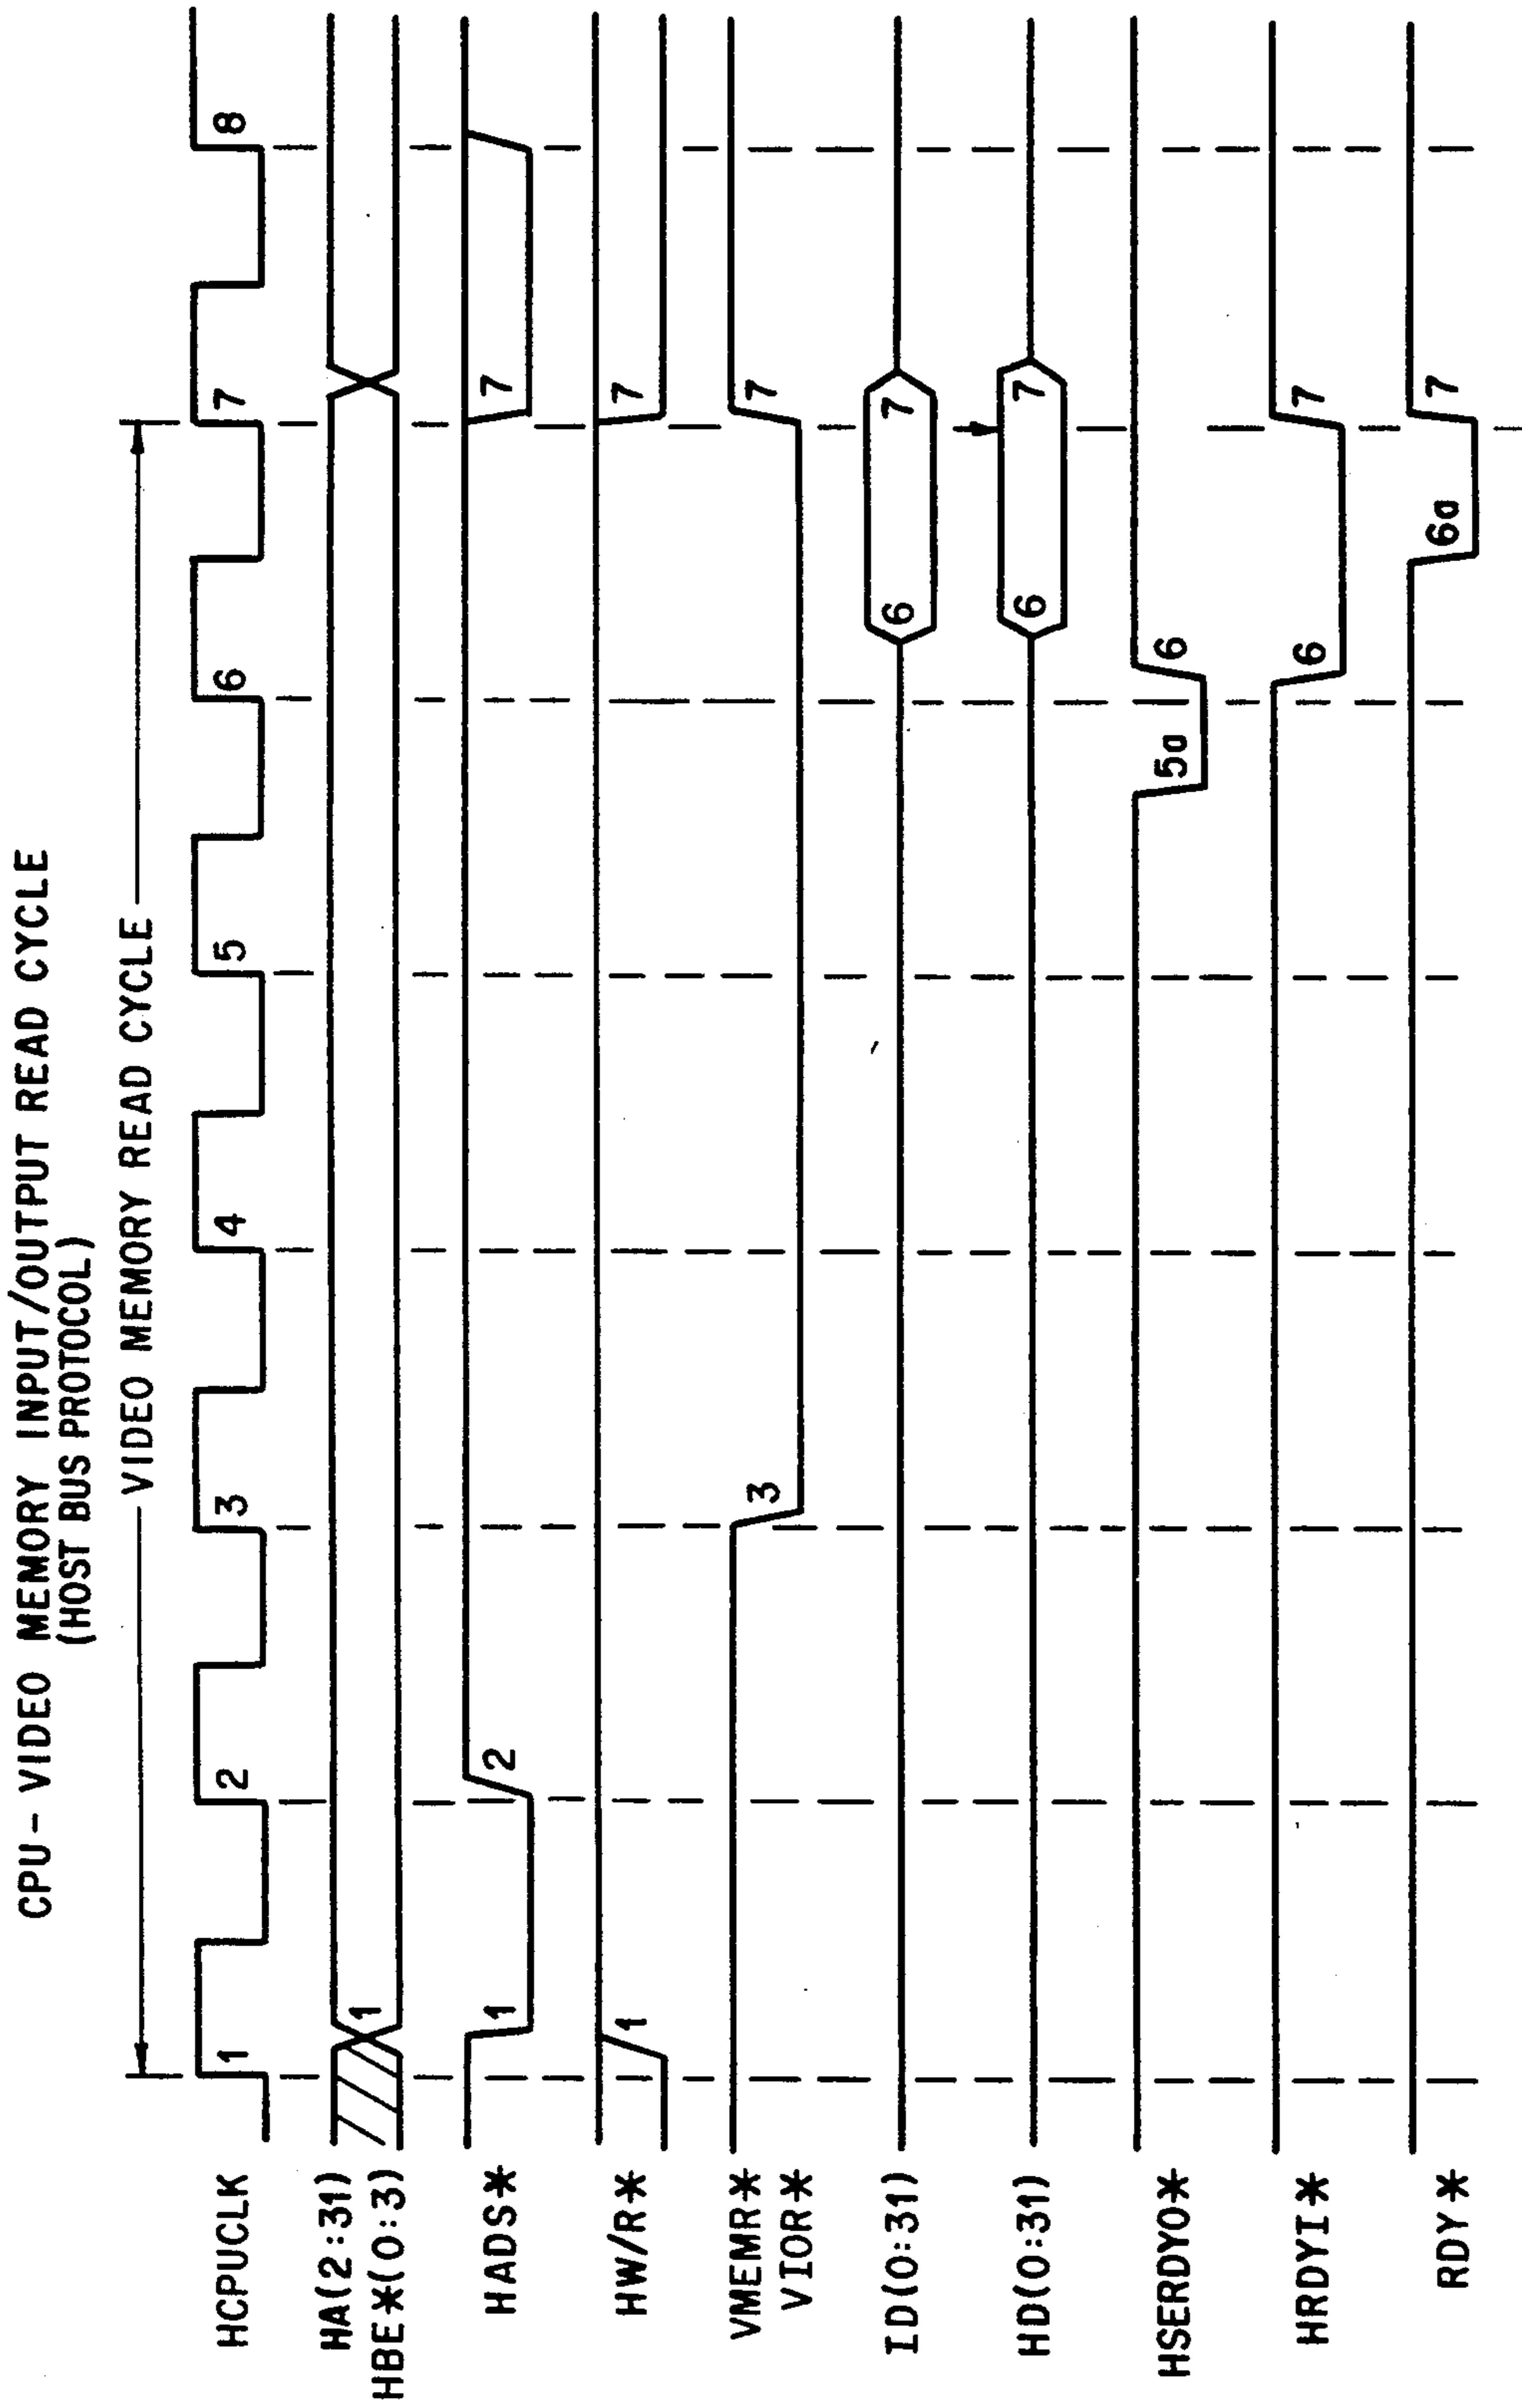 CPU-VIDEO MEMORY INPUT/OUTPUT READ CYCLE
(HOST BUS PROTOCOL)
VIDEO MEMORY READ CYCLE
HCPUCLK 1 2 3 4 5 6 7 8
HA(2:31)
HBE*(0:3) 1
HADS* 1 2 7
HW/R* 1 7
VMEMR* 3 7
VIOR*
ID(0:31) 6 7
HD(0:31) 6 7
HSERDYO* 5a 6
HRDYI* 6 7
RDY* 6a 7